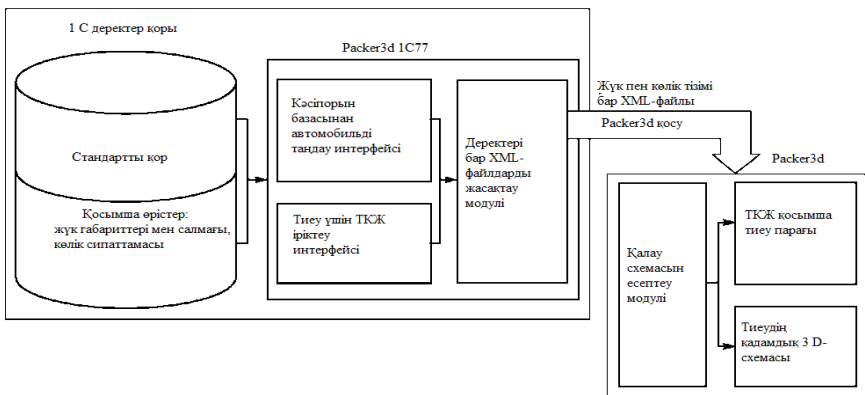 1 С деректер қоры
Стандартты қор
Қосымша өрістер:
жүк габариттері мен салмағы,
көлік сипаттамасы
Packer3d 1C77
Кәсіпорын
базасынан
автомобильді
таңдау интерфейсі
Тиеу үшін ТКЖ
іріктеу
интерфейсі
Деректері
бар XML-
файлдарды
жасақтау
модулі
Жүк пен көлік тізімі
бар XML-файлы
Packer3d қосу
Packer3d
Қалау
схемасын
есептеу
модулі
ТКЖ қосымша
тиеу парағы
Тиеудің
қадамдық 3 D-
схемасы